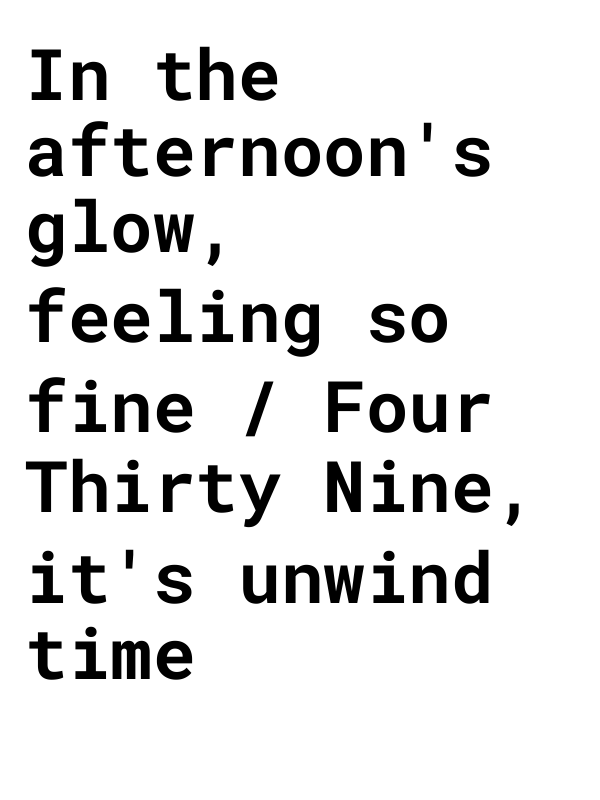 In the
afternoon's
glow,
feeling so
fine / Four
Thirty Nine,
it's unwind
time